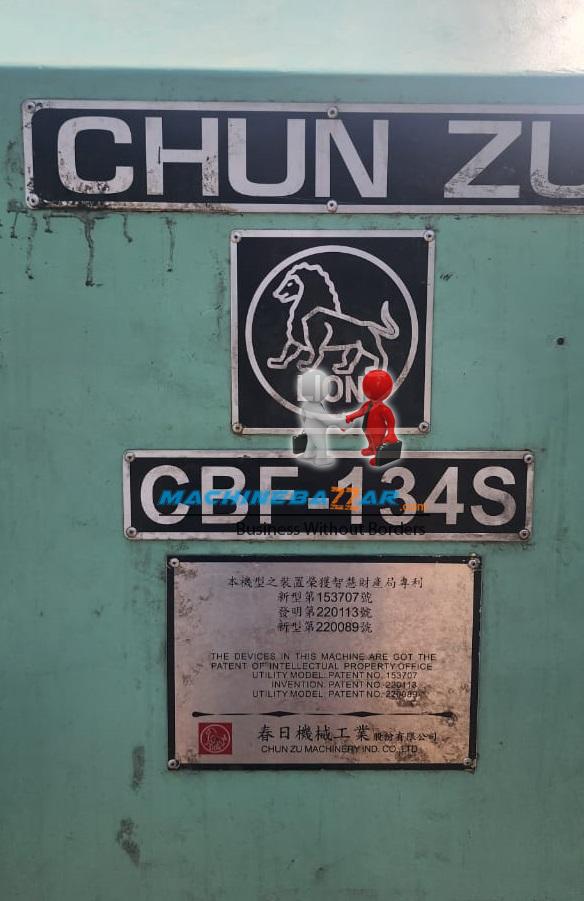 CHUN ZU
LION
CBF-134S
MACHINEBAZZAR.com
Business Without Borders
本機型之裝置榮獲智慧財產局專利
新型第153707號
發明第220113號
新型第220089號
THE DEVICES IN THIS MACHINE ARE GOT THE
PATENT OF INTELLECTUAL PROPERTY OFFICE
UTILITY MODEL. PATENT NO. 153707
INVENTION. PATENT NO. 220113
UTILITY MODEL. PATENT NO. 220089
春日機械工業股份有限公司
CHUN ZU MACHINERY IND. CO.,LTD